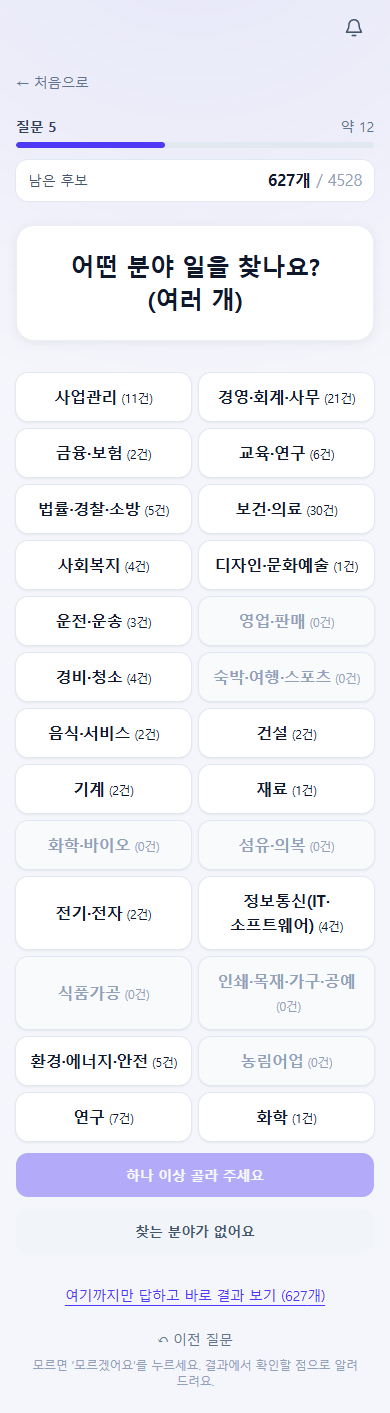 ← 처음으로
질문 5 약 12
남은 후보 627개 / 4528
어떤 분야 일을 찾나요?
(여러 개)
사업관리 (11건) 경영·회계·사무 (21건)
금융·보험 (2건) 교육·연구 (6건)
법률·경찰·소방 (5건) 보건·의료 (30건)
사회복지 (4건) 디자인·문화예술 (1건)
운전·운송 (3건) 영업·판매 (0건)
경비·청소 (4건) 숙박·여행·스포츠 (0건)
음식·서비스 (2건) 건설 (2건)
기계 (2건) 재료 (1건)
화학·바이오 (0건) 섬유·의복 (0건)
전기·전자 (2건) 정보통신(IT·
소프트웨어) (4건)
식품가공 (0건) 인쇄·목재·가구·공예
(0건)
환경·에너지·안전 (5건) 농림어업 (0건)
연구 (7건) 화학 (1건)
하나 이상 골라 주세요
찾는 분야가 없어요
여기까지만 답하고 바로 결과 보기 (627개)
↶ 이전 질문
모르면 '모르겠어요'를 누르세요. 결과에서 확인할 점으로 알려
드려요.